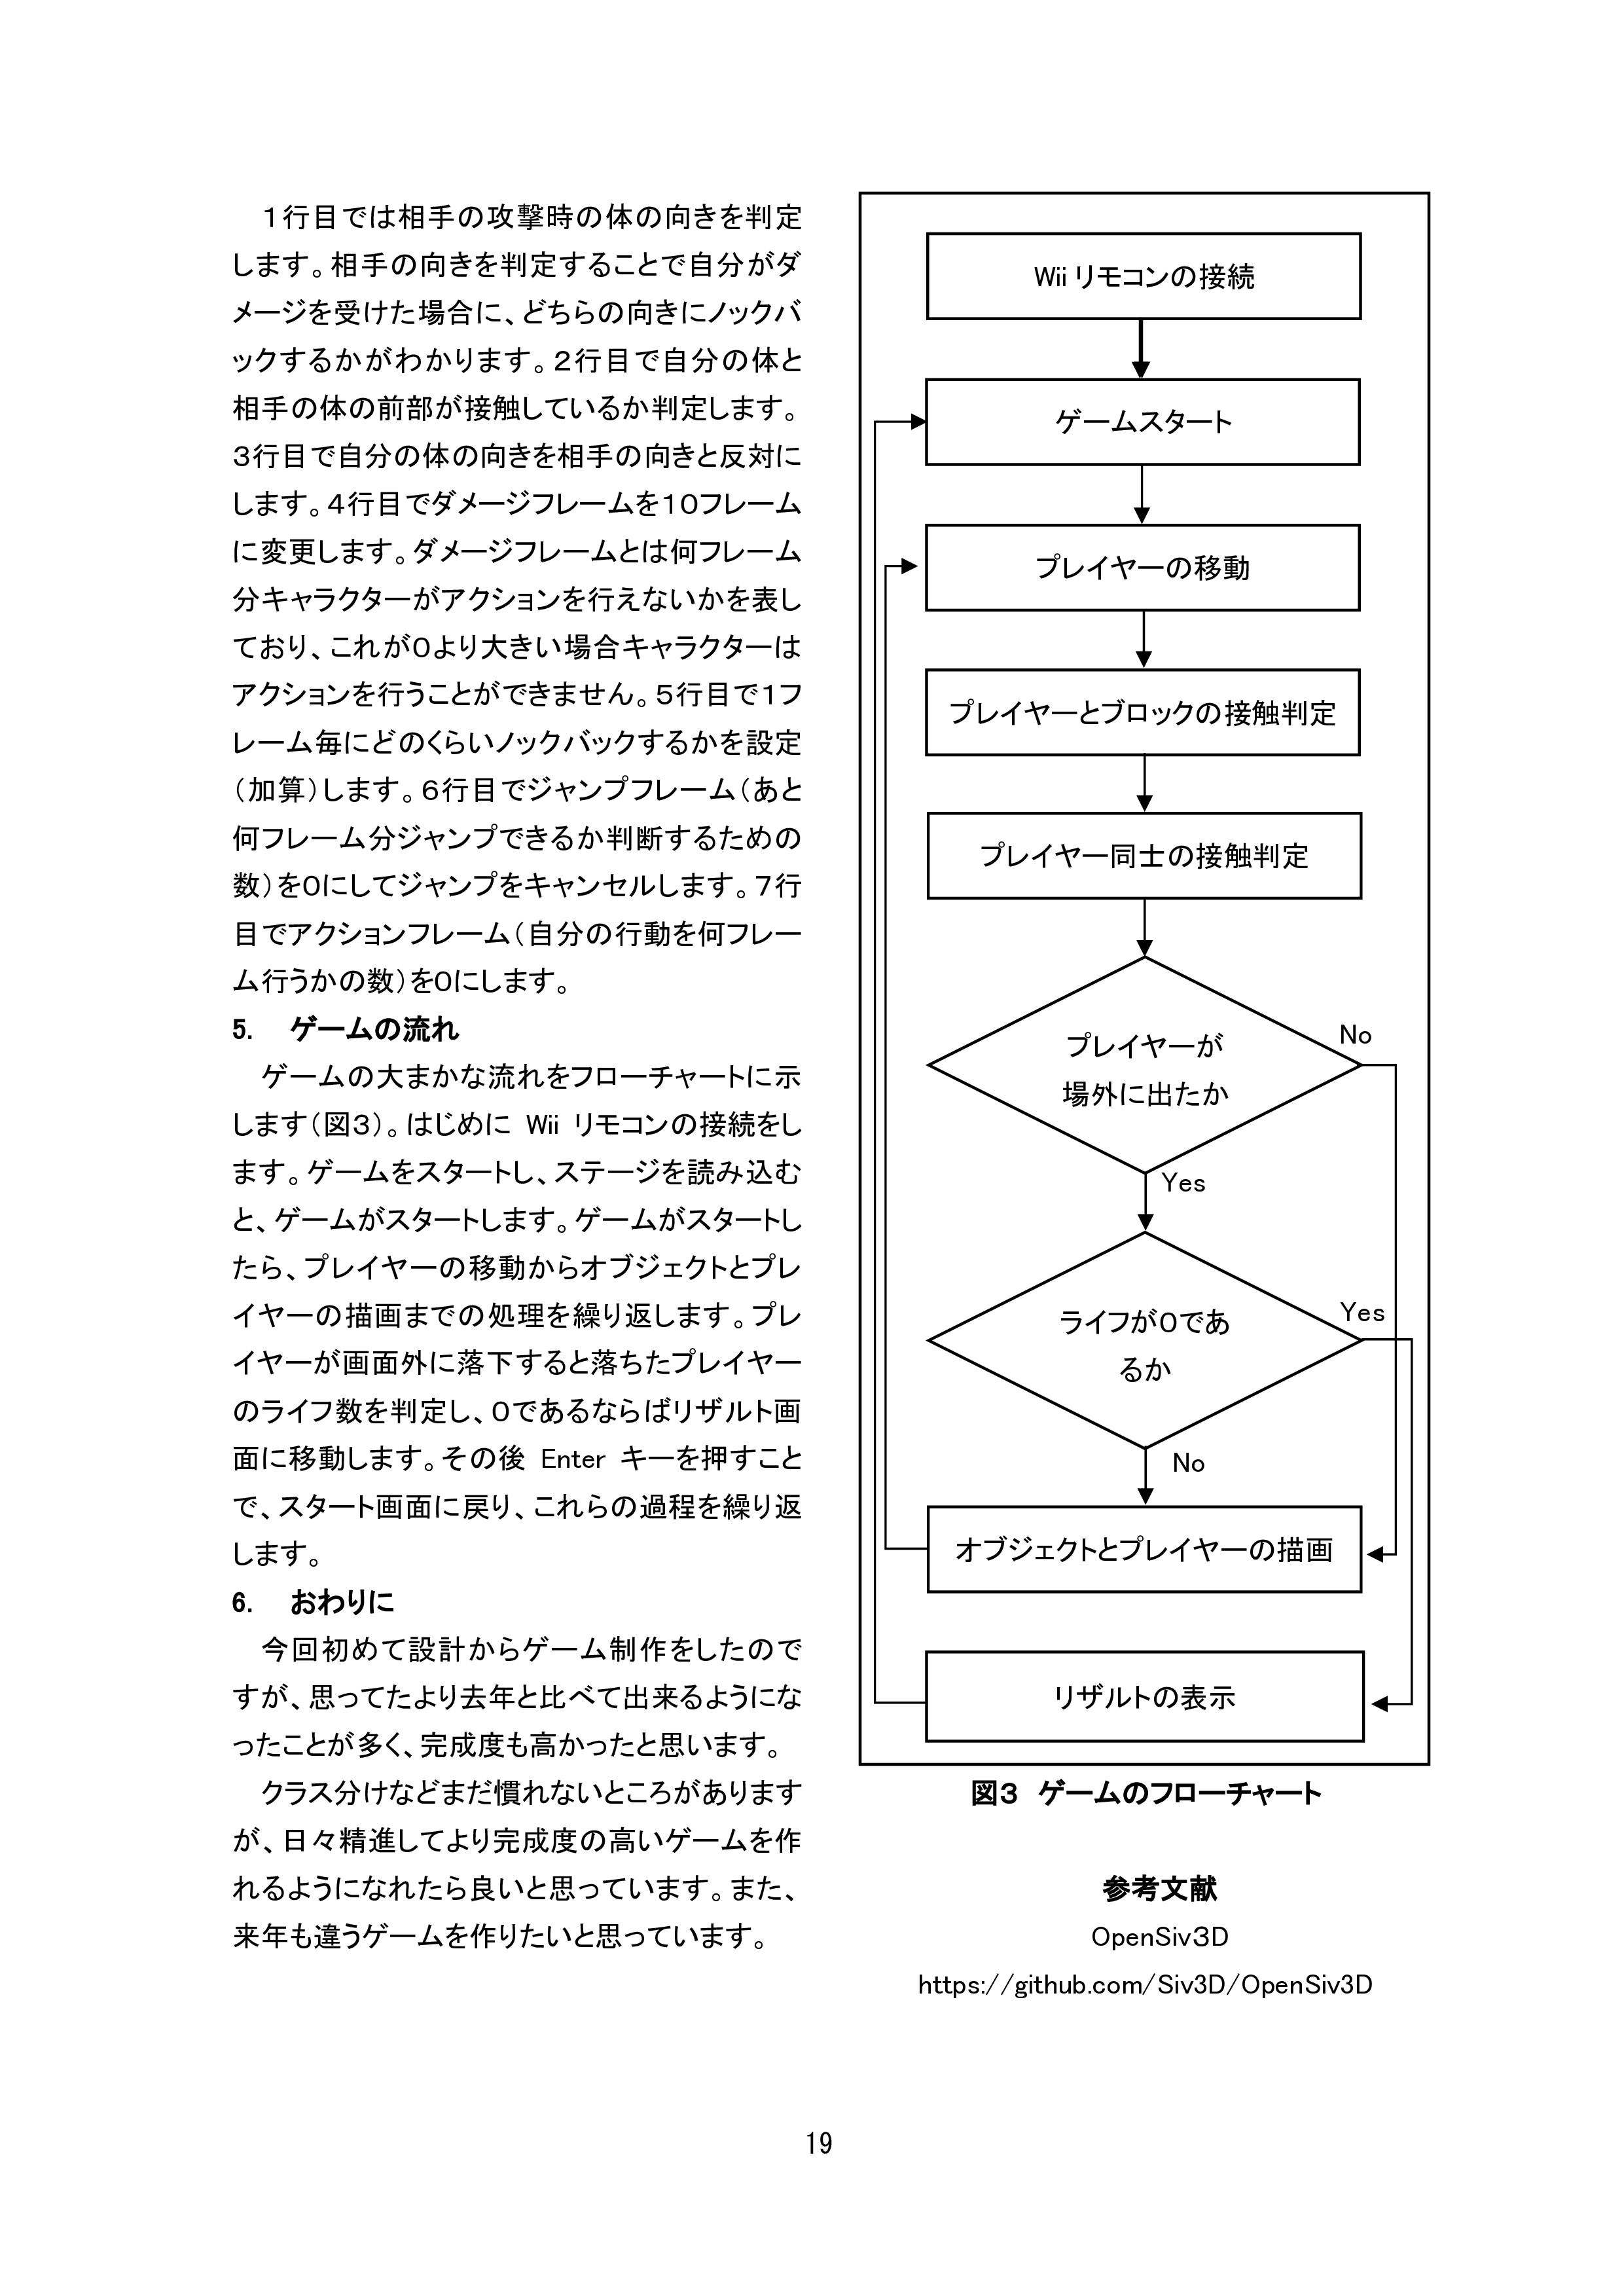 1行目では相手の攻撃時の体の向きを判定
します。相手の向きを判定することで自分がダ
メージを受けた場合に、どちらの向きにノックバ
ックするかがわかります。2行目で自分の体と
相手の体の前部が接触しているか判定します。
3行目で自分の体の向きを相手の向きと反対に
します。4行目でダメージフレームを10フレーム
に変更します。ダメージフレームとは何フレーム
分キャラクターがアクションを行えないかを表し
ており、これが0より大きい場合キャラクターは
アクションを行うことができません。5行目で1フ
レーム毎にどのくらいノックバックするかを設定
（加算）します。6行目でジャンプフレーム（あと
何フレーム分ジャンプできるか判断するための
数）を0にしてジャンプをキャンセルします。7行
目でアクションフレーム（自分の行動を何フレー
ム行うかの数）を0にします。
5. ゲームの流れ
ゲームの大まかな流れをフローチャートに示
します（図3）。はじめに Wii リモコンの接続をし
ます。ゲームをスタートし、ステージを読み込む
と、ゲームがスタートします。ゲームがスタートし
たら、プレイヤーの移動からオブジェクトとプレ
イヤーの描画までの処理を繰り返します。プレ
イヤーが画面外に落下すると落ちたプレイヤー
のライフ数を判定し、0であるならばリザルト画
面に移動します。その後 Enter キーを押すこと
で、スタート画面に戻り、これらの過程を繰り返
します。
6. おわりに
今回初めて設計からゲーム制作をしたので
すが、思ってたより去年と比べて出来るようにな
ったことが多く、完成度も高かったと思います。
クラス分けなどまだ慣れないところがあります
が、日々精進してより完成度の高いゲームを作
れるようになれたら良いと思っています。また、
来年も違うゲームを作りたいと思っています。
Wii リモコンの接続
ゲームスタート
プレイヤーの移動
プレイヤーとブロックの接触判定
プレイヤー同士の接触判定
プレイヤーが
場外に出たか
No
Yes
ライフが0であ
るか
Yes
No
オブジェクトとプレイヤーの描画
リザルトの表示
図3 ゲームのフローチャート
参考文献
OpenSiv3D
https://github.com/Siv3D/OpenSiv3D
19